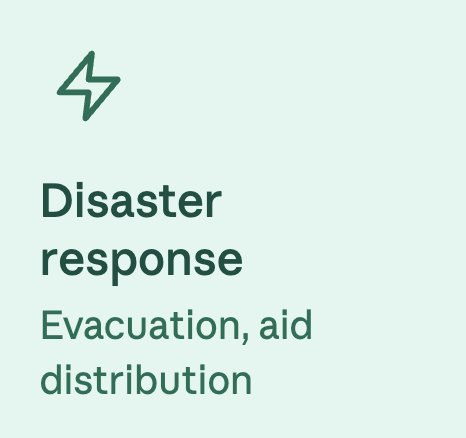 Disaster
response
Evacuation, aid
distribution